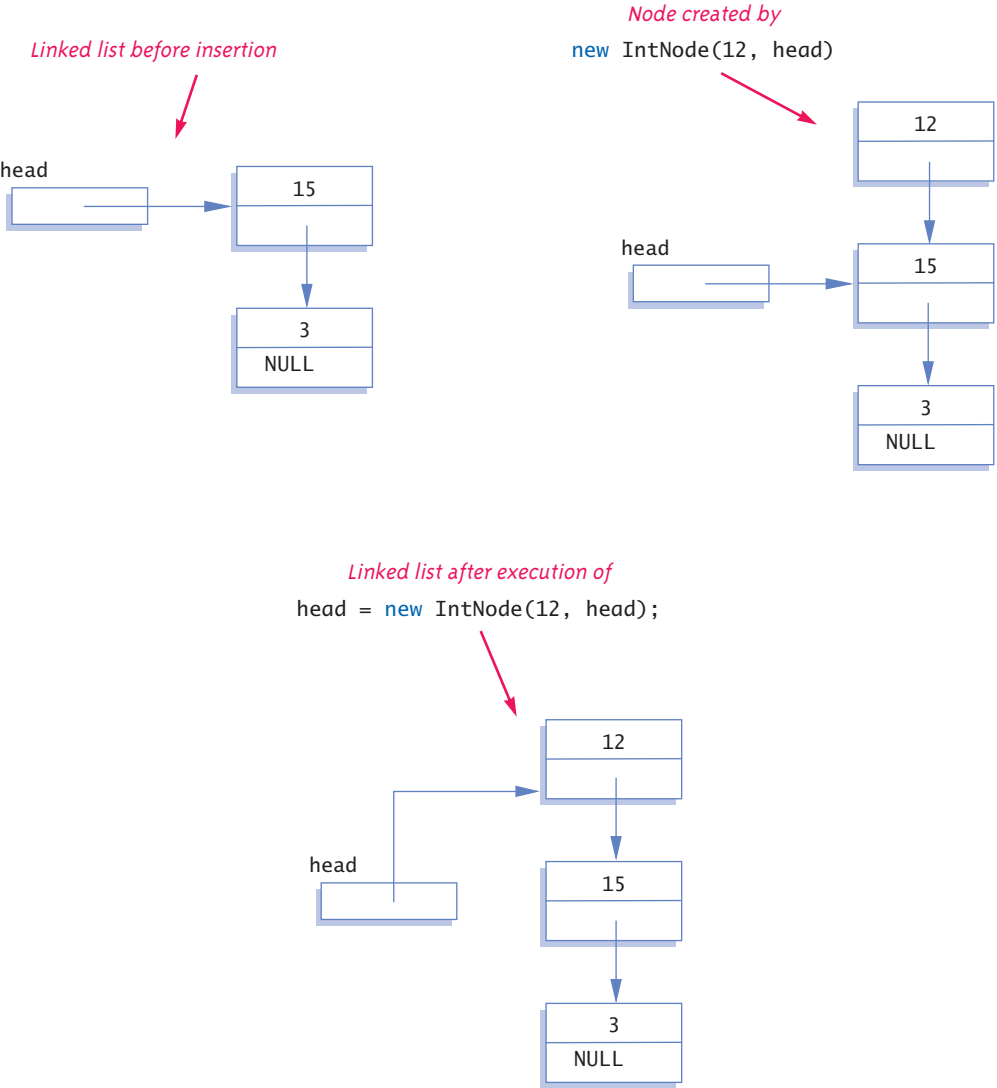 Linked list before insertion
head
15
3
NULL
Node created by
new IntNode(12, head)
12
head
15
3
NULL
Linked list after execution of
head = new IntNode(12, head);
12
head
15
3
NULL